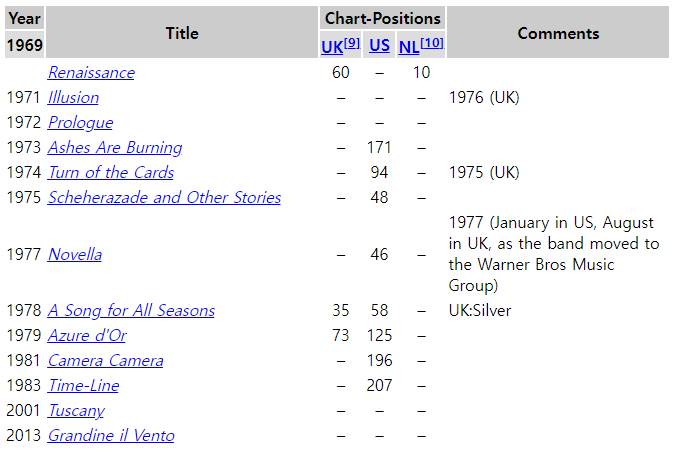 Year Title Chart-Positions Comments
1969 UK[9] US NL[10]
Renaissance 60 – 10
1971 Illusion – – – 1976 (UK)
1972 Prologue – – –
1973 Ashes Are Burning – 171 –
1974 Turn of the Cards – 94 – 1975 (UK)
1975 Scheherazade and Other Stories – 48 –
1977 Novella – 46 – 1977 (January in US, August
in UK, as the band moved to
the Warner Bros Music
Group)
1978 A Song for All Seasons 35 58 – UK:Silver
1979 Azure d'Or 73 125 –
1981 Camera Camera – 196 –
1983 Time-Line – 207 –
2001 Tuscany – – –
2013 Grandine il Vento – – –